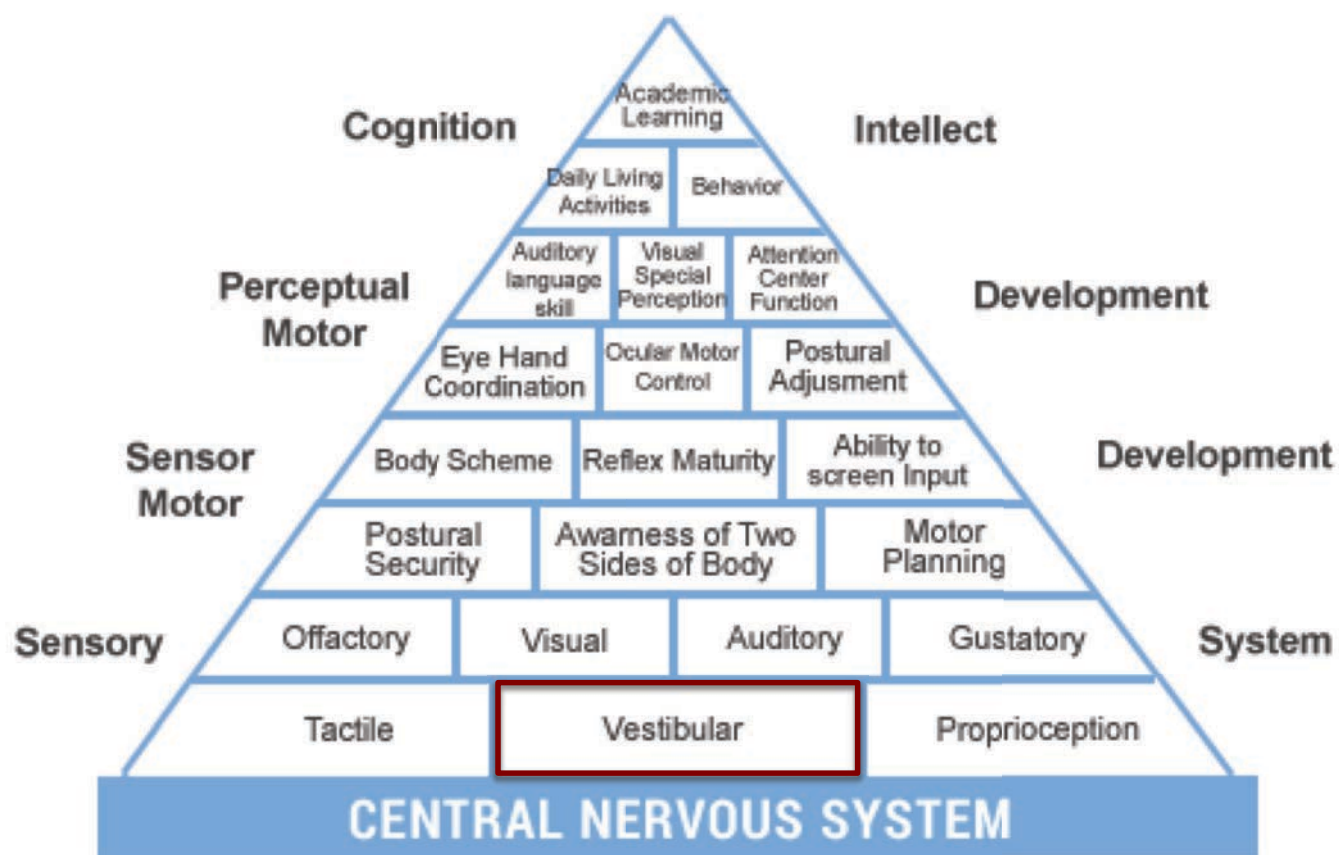 Academic
Learning
Cognition
Intellect
Daily Living
Activities
Behavior
Auditory
language
skill
Visual
Special
Perception
Attention
Center
Function
Perceptual
Motor
Development
Eye Hand
Coordination
Ocular Motor
Control
Postural
Adjusment
Sensor
Motor
Body Scheme
Reflex Maturity
Ability to
screen Input
Development
Postural
Security
Awarness of Two
Sides of Body
Motor
Planning
Sensory
Offactory
Visual
Auditory
Gustatory
System
Tactile
Vestibular
Proprioception
CENTRAL NERVOUS SYSTEM